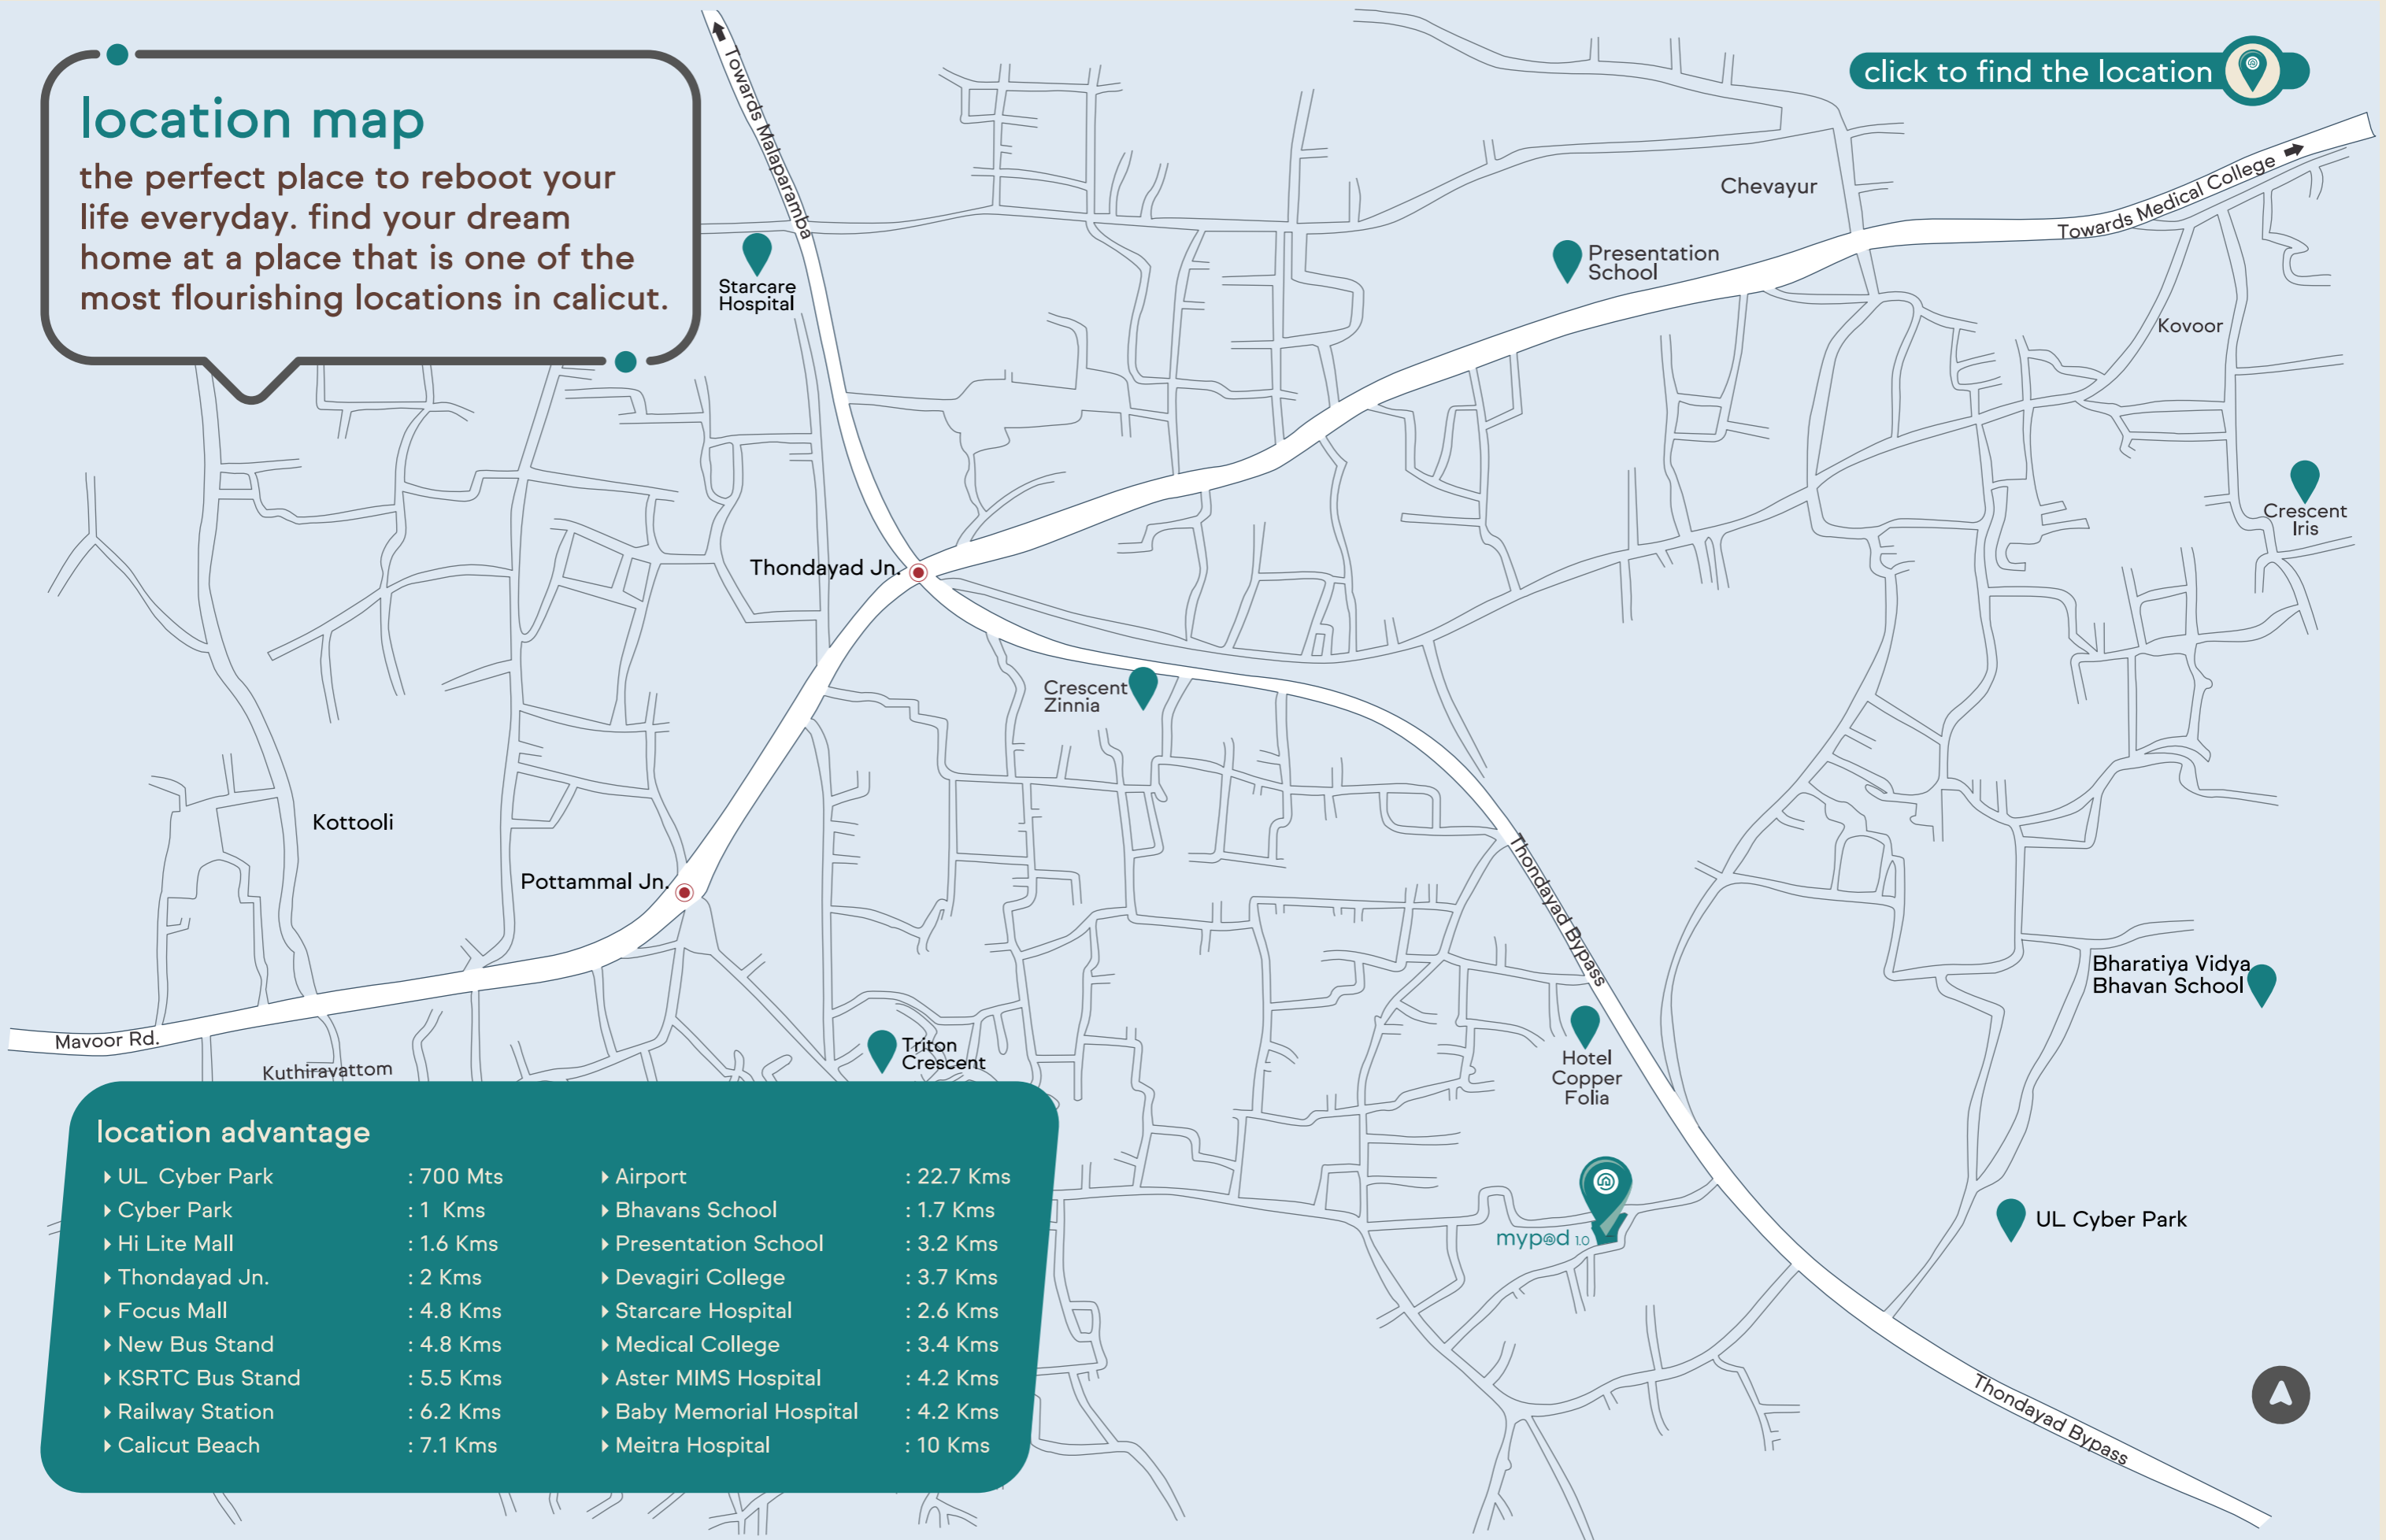 location map
the perfect place to reboot your
life everyday. find your dream
home at a place that is one of the
most flourishing locations in calicut.
click to find the location
Towards Malaparamba
Towards Medical College
Chevayur
Presentation
School
Starcare
Hospital
Kovoor
Crescent
Iris
Thondayad Jn.
Crescent
Zinnia
Kottooli
Pottammal Jn.
Thondayad Bypass
Bharatiya Vidya
Bhavan School
Mavoor Rd.
Kuthiravattom
Triton
Crescent
Hotel
Copper
Folia
mypod 1.0
UL Cyber Park
Thondayad Bypass
location advantage
UL  Cyber Park : 700 Mts
Cyber Park : 1  Kms
Hi Lite Mall : 1.6 Kms
Thondayad Jn. : 2 Kms
Focus Mall : 4.8 Kms
New Bus Stand : 4.8 Kms
KSRTC Bus Stand : 5.5 Kms
Railway Station : 6.2 Kms
Calicut Beach : 7.1 Kms
Airport : 22.7 Kms
Bhavans School : 1.7 Kms
Presentation School : 3.2 Kms
Devagiri College : 3.7 Kms
Starcare Hospital : 2.6 Kms
Medical College : 3.4 Kms
Aster MIMS Hospital : 4.2 Kms
Baby Memorial Hospital : 4.2 Kms
Meitra Hospital : 10 Kms